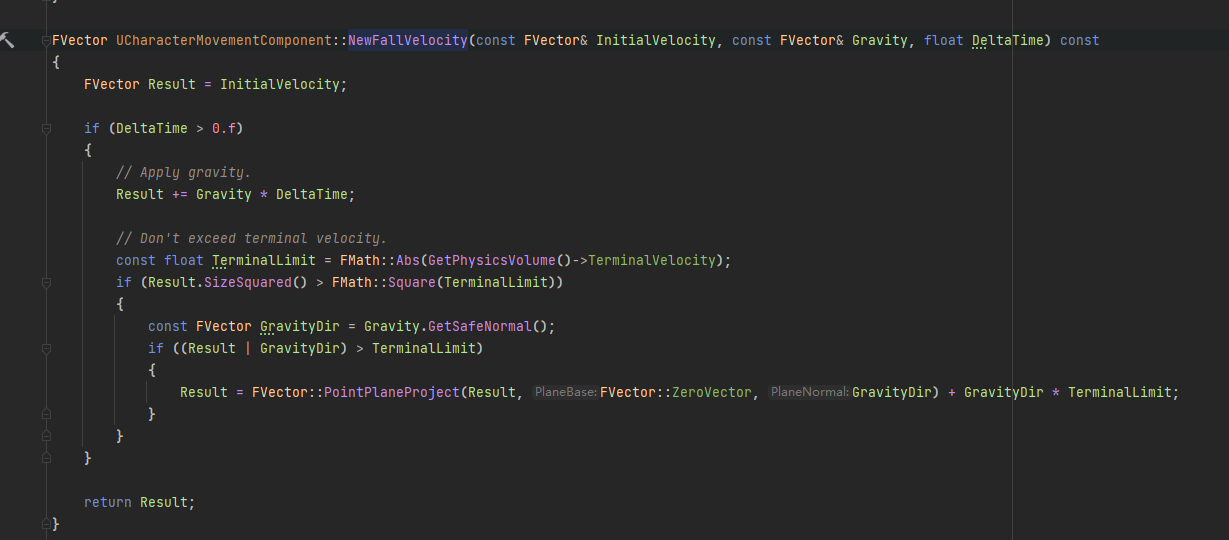 FVector UCharacterMovementComponent::NewFallVelocity(const FVector& InitialVelocity, const FVector& Gravity, float DeltaTime) const
{
    FVector Result = InitialVelocity;

    if (DeltaTime > 0.f)
    {
        // Apply gravity.
        Result += Gravity * DeltaTime;

        // Don't exceed terminal velocity.
        const float TerminalLimit = FMath::Abs(GetPhysicsVolume()->TerminalVelocity);
        if (Result.SizeSquared() > FMath::Square(TerminalLimit))
        {
            const FVector GravityDir = Gravity.GetSafeNormal();
            if ((Result | GravityDir) > TerminalLimit)
            {
                Result = FVector::PointPlaneProject(Result, PlaneBase: FVector::ZeroVector, PlaneNormal: GravityDir) + GravityDir * TerminalLimit;
            }
        }
    }

    return Result;
}